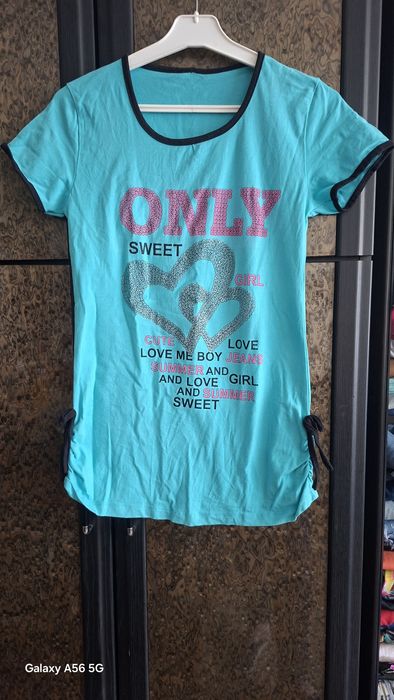 ONLY
SWEET
GIRL
CUTE LOVE
LOVE ME BOY JEANS
SUMMER AND
AND LOVE GIRL
AND SUMMER
SWEET
Galaxy A56 5G